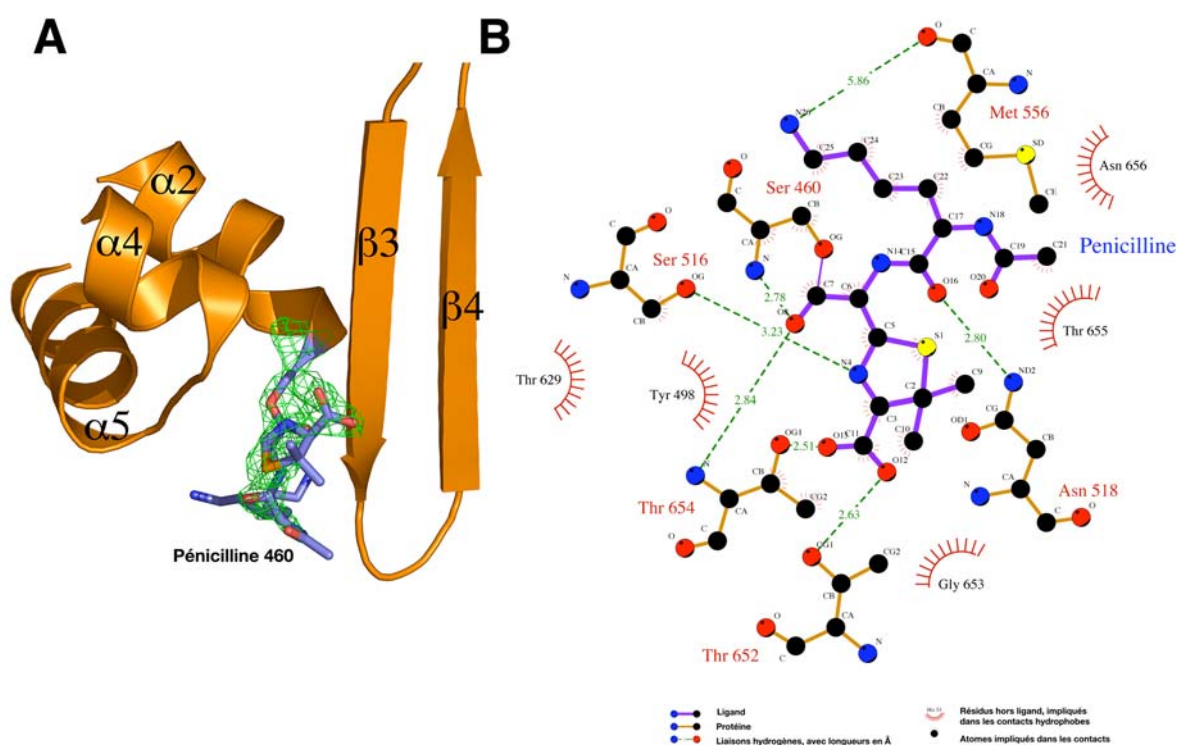 A
B
α2
α4
α5
β3
β4
Pénicilline 460
O
C
CA
N
CB
Met 556
CG
SD
CE
Asn 656
5.86
N26
C25
C24
C23
C22
C17
N18
C19
C21
O20
Penicilline
O
C
Ser 460
CB
CA
OG
N
C
O
CA
Ser 516
N
OG
CB
2.78
C7
C6
N14
C15
O16
3.23
2.80
Thr 655
C5
S1
N4
C2
C9
C3
C10
C11
O13
O12
Thr 629
Tyr 498
2.84
2.51
OG1
CB
CG2
N
CA
Thr 654
C
O
ND2
CG
OD1
CB
CA
N
Asn 518
C
O
2.63
OG1
CG2
CB
Gly 653
CA
O
C
N
Thr 652
Ligand
Protéine
Liaisons hydrogènes, avec longueurs en Å
Résidus hors ligand, impliqués
dans les contacts hydrophobes
Atomes impliqués dans les contacts